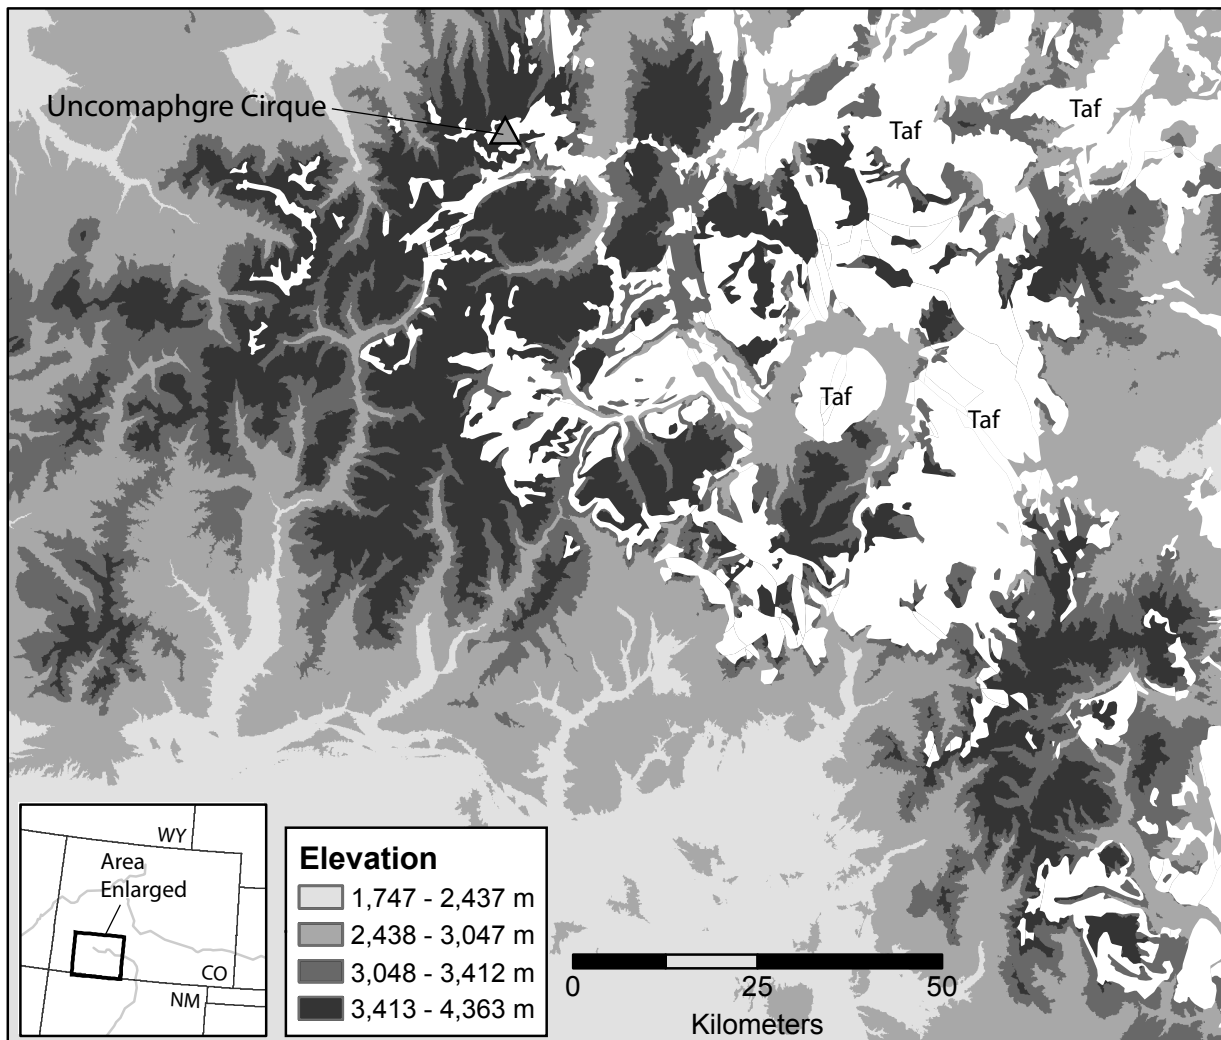 Uncomaphgre Cirque
Taf
Taf
Taf
Taf
WY
Area
Enlarged
CO
NM
Elevation
1,747 - 2,437 m
2,438 - 3,047 m
3,048 - 3,412 m
3,413 - 4,363 m
0 25 50
Kilometers